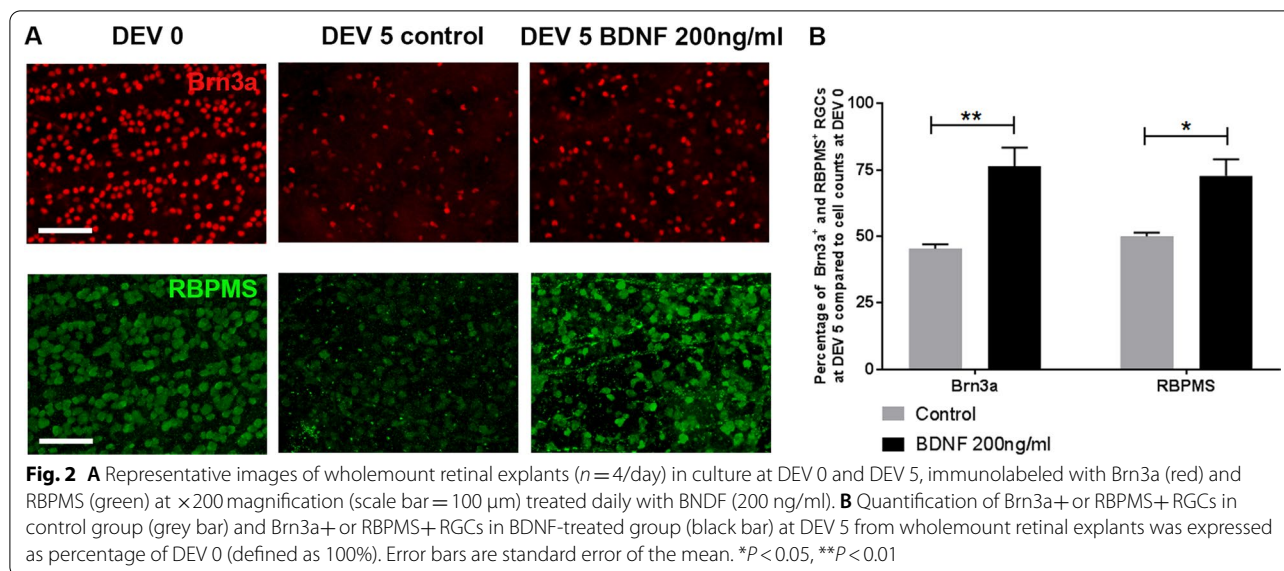 A DEV 0 DEV 5 control DEV 5 BDNF 200ng/ml
Brn3a
RBPMS
B
Percentage of Brn3a+ and RBPMS+ RGCs
at DEV 5 compared to cell counts at DEV 0
100
75
50
25
0
**
*
Brn3a RBPMS
Control
BDNF 200ng/ml
Fig. 2 A Representative images of wholemount retinal explants (n = 4/day) in culture at DEV 0 and DEV 5, immunolabeled with Brn3a (red) and
RBPMS (green) at ×200 magnification (scale bar = 100 μm) treated daily with BNDF (200 ng/ml). B Quantification of Brn3a+ or RBPMS+ RGCs in
control group (grey bar) and Brn3a+ or RBPMS+ RGCs in BDNF-treated group (black bar) at DEV 5 from wholemount retinal explants was expressed
as percentage of DEV 0 (defined as 100%). Error bars are standard error of the mean. *P < 0.05, **P < 0.01